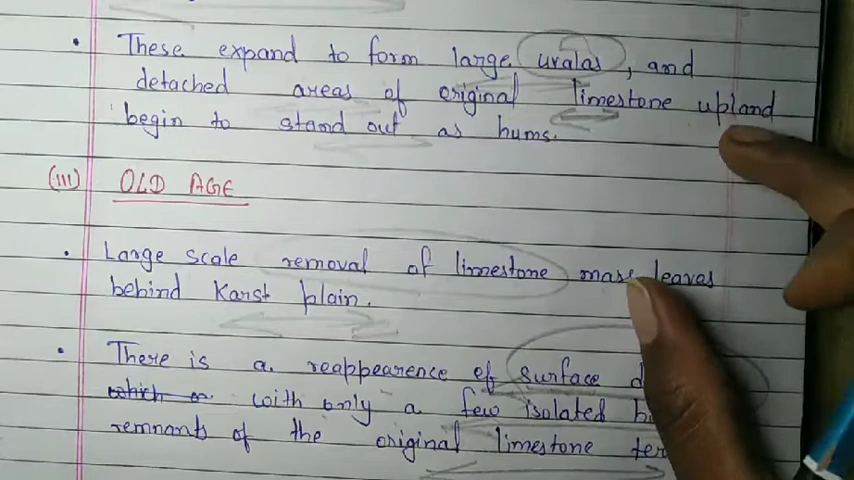 • These expand to form large uvalas, and
detached areas of original limestone upland
begin to stand out as hums.
(III) OLD AGE
• Large scale removal of limestone mass leaves
behind Karst plain.
• There is a reappearence of surface
which or with only a few isolated
remnants of the original limestone